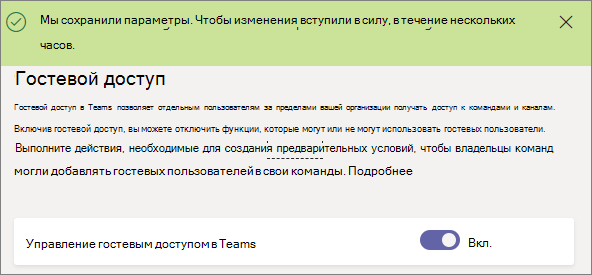 Мы сохранили параметры. Чтобы изменения вступили в силу, в течение нескольких
часов.
Гостевой доступ
Гостевой доступ в Teams позволяет отдельным пользователям за пределами вашей организации получать доступ к командами и каналам.
Включив гостевой доступ, вы можете отключить функции, которые могут или не могут использовать гостевых пользователи.
Выполните действия, необходимые для создания предварительных условий, чтобы владельцы команд
могли добавлять гостевых пользователей в свои команды. Подробнее
Управление гостевым доступом в Teams
Вкл.